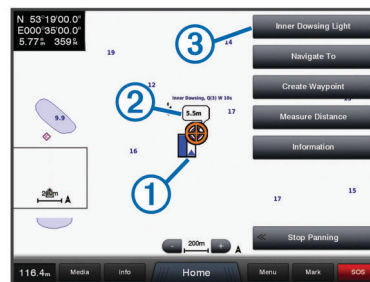 N 53°19'00.0"
E000°35'00.0"
5.77m 359
Inner Dowsing Light
3
14
Navigate To
19
12
Create Waypoint
Inner Dowsing, Q(3) W 10s
2
5.5m
17
9.9
Measure Distance
16
Information
1
15
17
Stop Panning
- 200m +
116.4m Media Info Home Menu Mark SOS